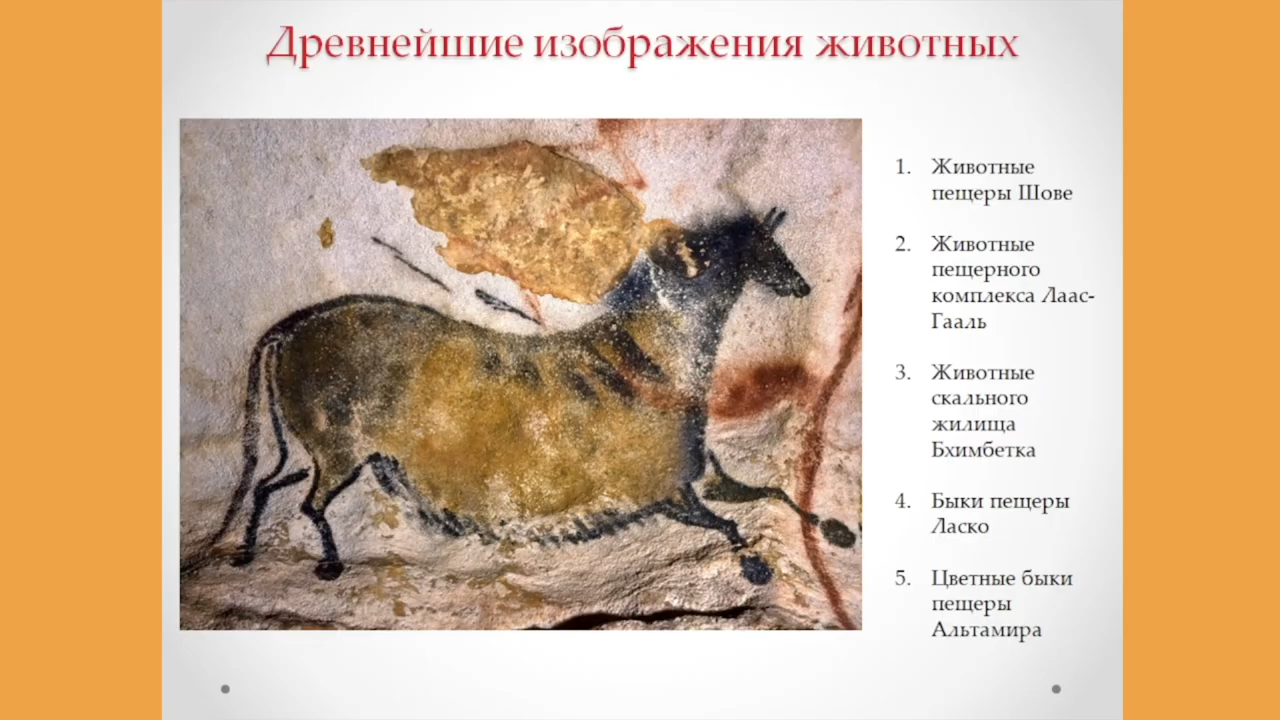 Древнейшие изображения животных
1. Животные
пещеры Шове
2. Животные
пещерного
комплекса Лаас-
Гааль
3. Животные
скального
жилища
Бхимбетка
4. Быки пещеры
Ласко
5. Цветные быки
пещеры
Альтамира